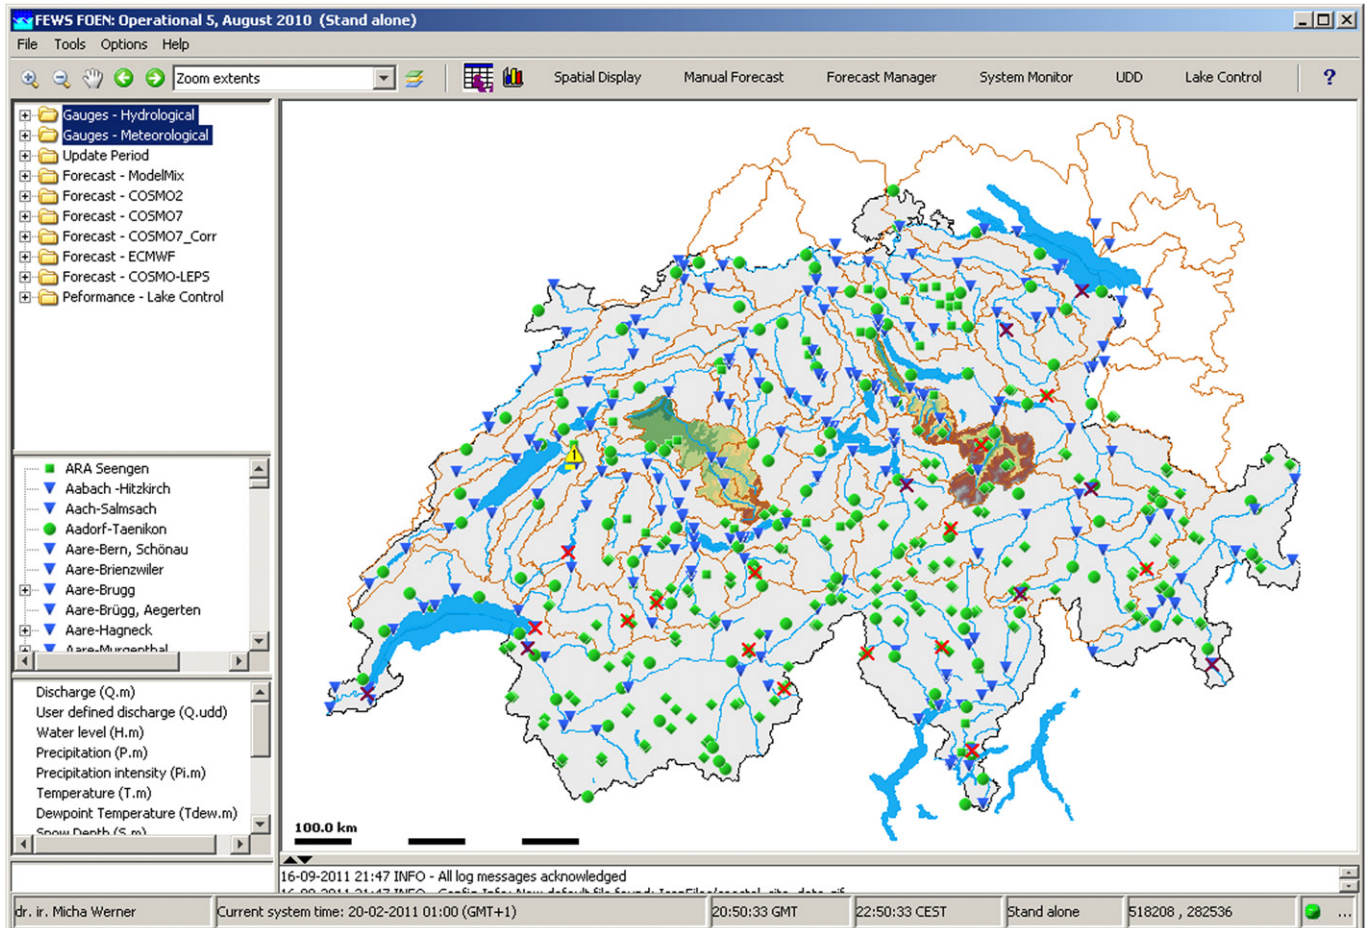 FEWS FOEN: Operational 5, August 2010 (Stand alone)
File Tools Options Help
Zoom extents Spatial Display Manual Forecast Forecast Manager System Monitor UDD Lake Control ?
Gauges - Hydrological
Gauges - Meteorological
Update Period
Forecast - ModelMix
Forecast - COSMO2
Forecast - COSMO7
Forecast - COSMO7_Corr
Forecast - ECMWF
Forecast - COSMO-LEPS
Peformance - Lake Control
ARA Seengen
Aabach -Hitzkirch
Aach-Salmsach
Aadorf-Taenikon
Aare-Bern, Schönau
Aare-Brienzwiler
Aare-Brugg
Aare-Brügg, Aegerten
Aare-Hagneck
Aare-Murgenthal
Discharge (Q.m)
User defined discharge (Q.udd)
Water level (H.m)
Precipitation (P.m)
Precipitation intensity (Pi.m)
Temperature (T.m)
Dewpoint Temperature (Tdew.m)
Snow Depth (S.m)
1
100.0 km
16-09-2011 21:47 INFO - All log messages acknowledged
dr. ir. Micha Werner Current system time: 20-02-2011 01:00 (GMT+1) 20:50:33 GMT 22:50:33 CEST Stand alone 518208 , 282536 ...